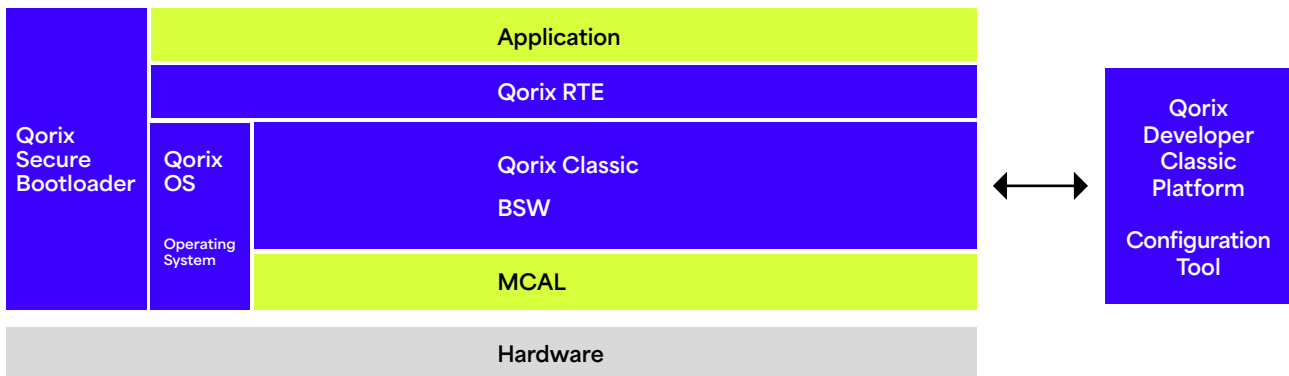 Application
Qorix RTE
Qorix
Secure
Bootloader
Qorix
OS
Operating
System
Qorix Classic
BSW
MCAL
Hardware
Qorix
Developer
Classic
Platform
Configuration
Tool